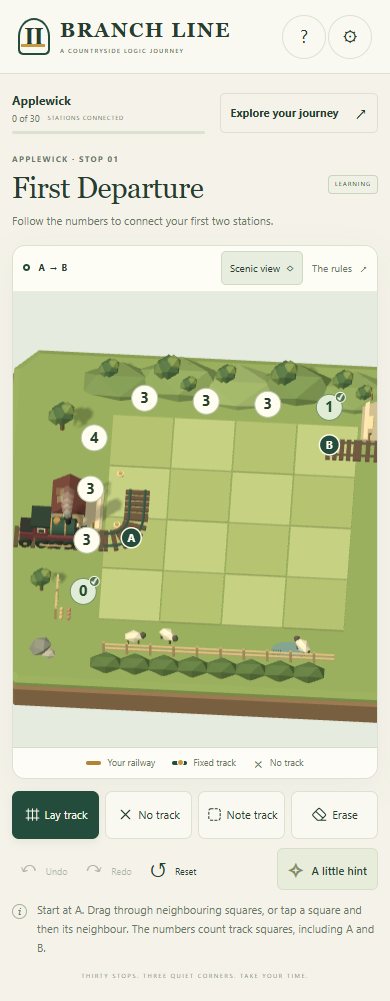 BRANCH LINE
A COUNTRYSIDE LOGIC JOURNEY
?
Applewick
0 of 30 STATIONS CONNECTED
Explore your journey ↗
APPLEWICK · STOP 01
First Departure
LEARNING
Follow the numbers to connect your first two stations.
A → B
Scenic view
The rules ↗
3 3 3 1
4
B
3
3
A
0
Your railway
Fixed track
No track
Lay track
No track
Note track
Erase
Undo
Redo
Reset
A little hint
Start at A. Drag through neighbouring squares, or tap a square and
then its neighbour. The numbers count track squares, including A and
B.
THIRTY STOPS. THREE QUIET CORNERS. TAKE YOUR TIME.